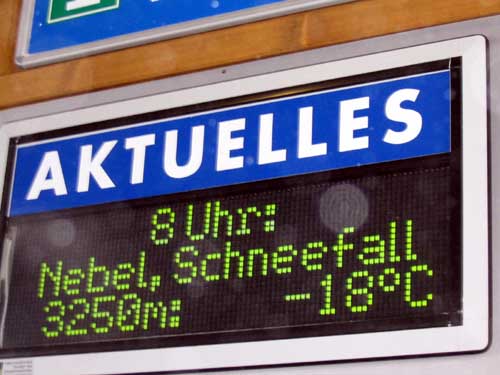 AKTUELLES
8 Uhr:
Nebel, Schneefall
3250m: -18°C